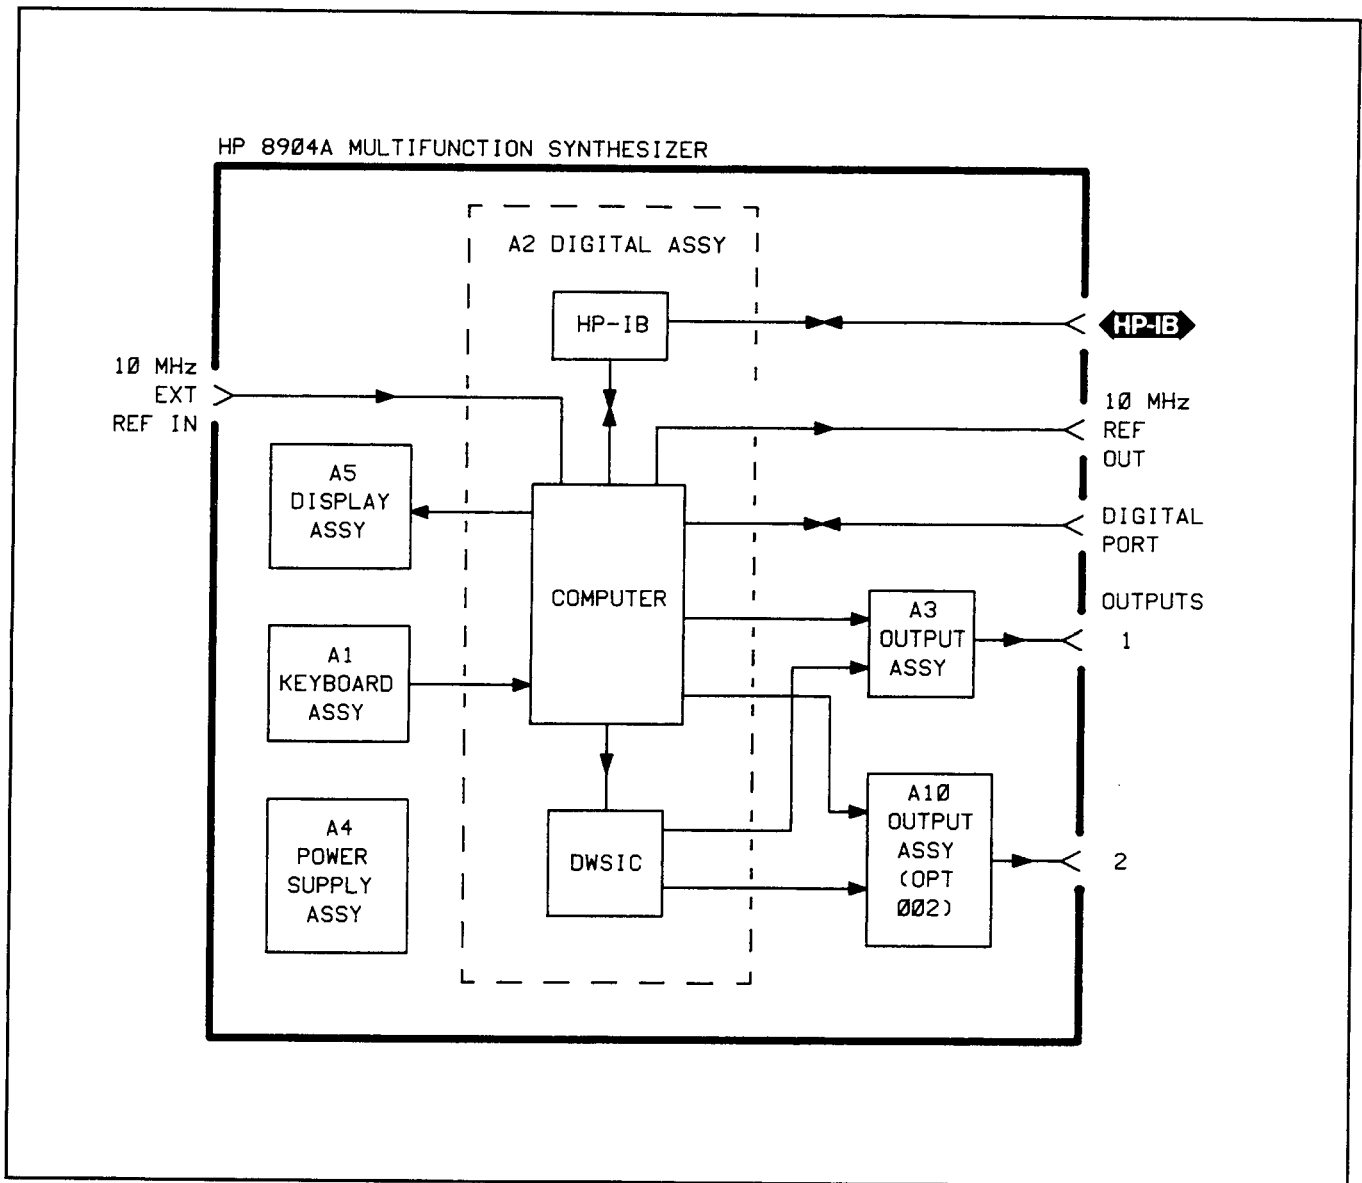 HP 8904A MULTIFUNCTION SYNTHESIZER
A2 DIGITAL ASSY
HP-IB
HP-IB
10 MHz
EXT
REF IN
10 MHz
REF
OUT
A5
DISPLAY
ASSY
DIGITAL
PORT
COMPUTER
OUTPUTS
A3
OUTPUT
ASSY
1
A1
KEYBOARD
ASSY
A10
OUTPUT
ASSY
(OPT
002)
2
A4
POWER
SUPPLY
ASSY
DWSIC